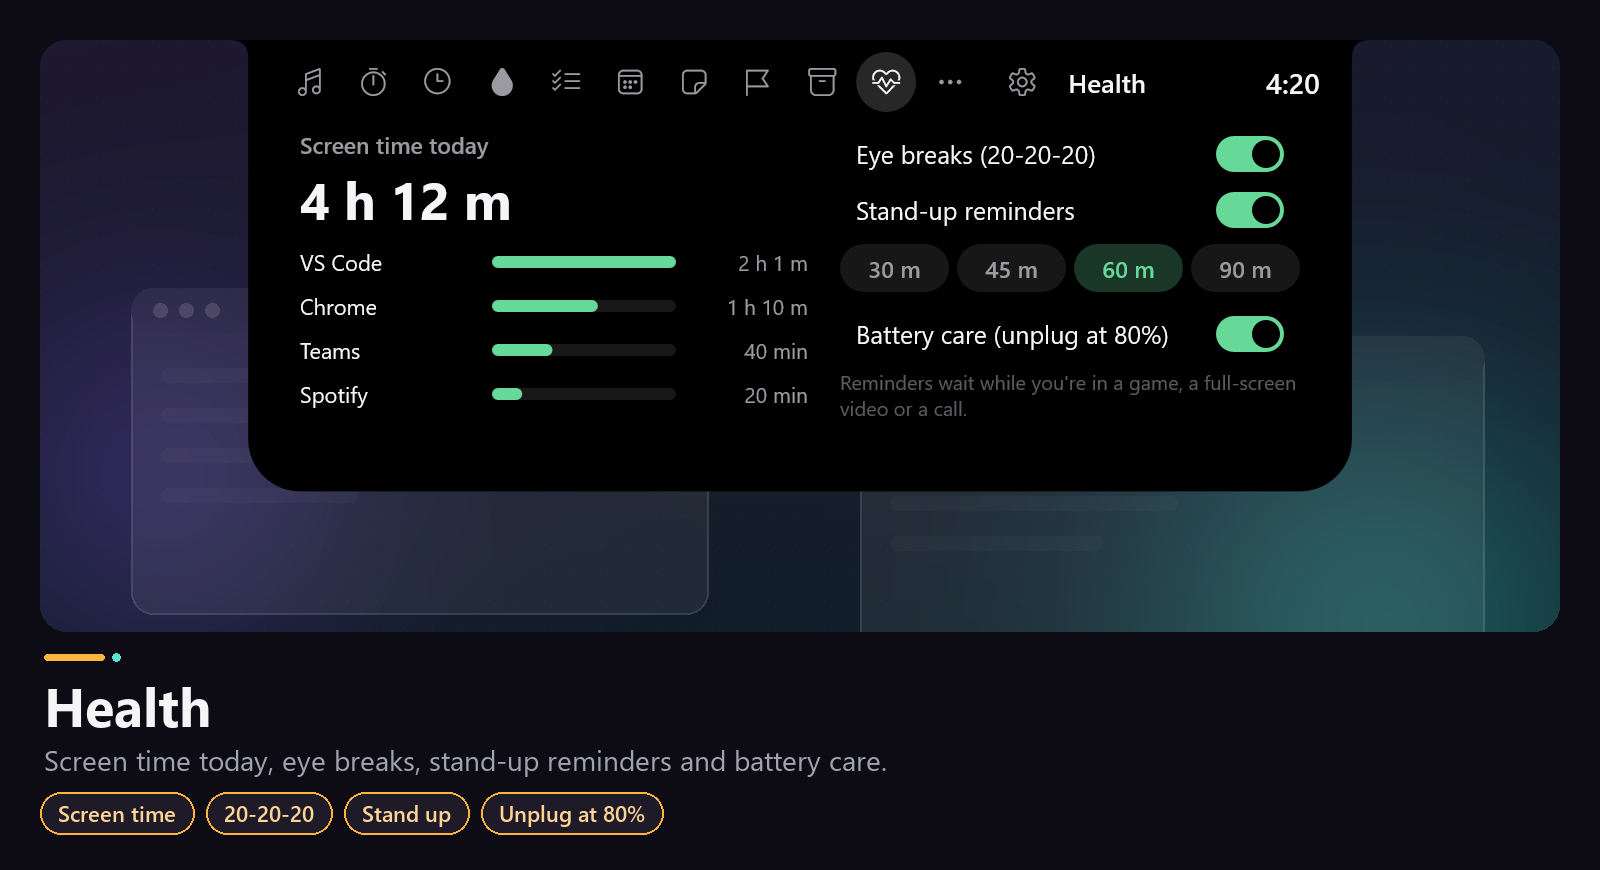 Health
4:20
Screen time today
4 h 12 m
VS Code 2 h 1 m
Chrome 1 h 10 m
Teams 40 min
Spotify 20 min
Eye breaks (20-20-20)
Stand-up reminders
30 m 45 m 60 m 90 m
Battery care (unplug at 80%)
Reminders wait while you're in a game, a full-screen
video or a call.
Health
Screen time today, eye breaks, stand-up reminders and battery care.
Screen time 20-20-20 Stand up Unplug at 80%